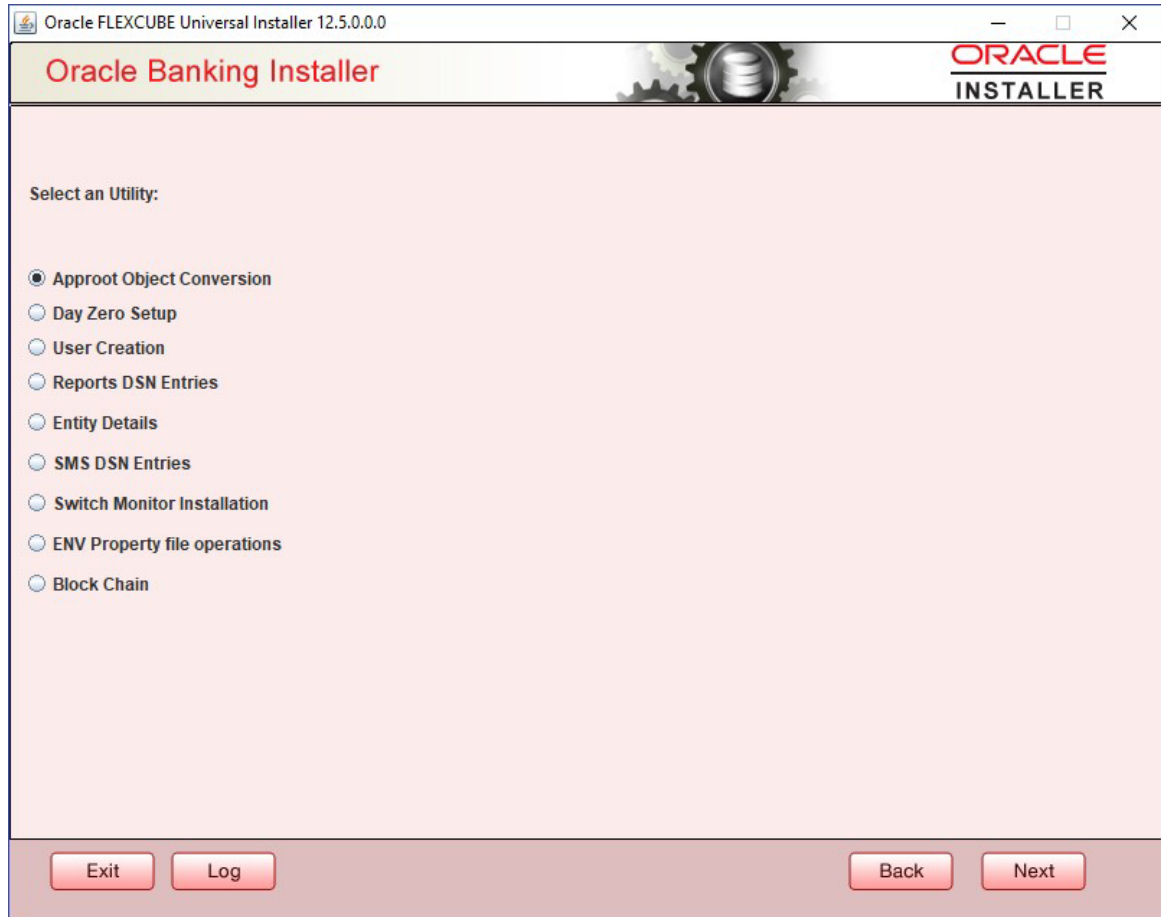 Oracle FLEXCUBE Universal Installer 12.5.0.0.0
Oracle Banking Installer
ORACLE
INSTALLER
Select an Utility:
Approot Object Conversion
Day Zero Setup
User Creation
Reports DSN Entries
Entity Details
SMS DSN Entries
Switch Monitor Installation
ENV Property file operations
Block Chain
Exit
Log
Back
Next